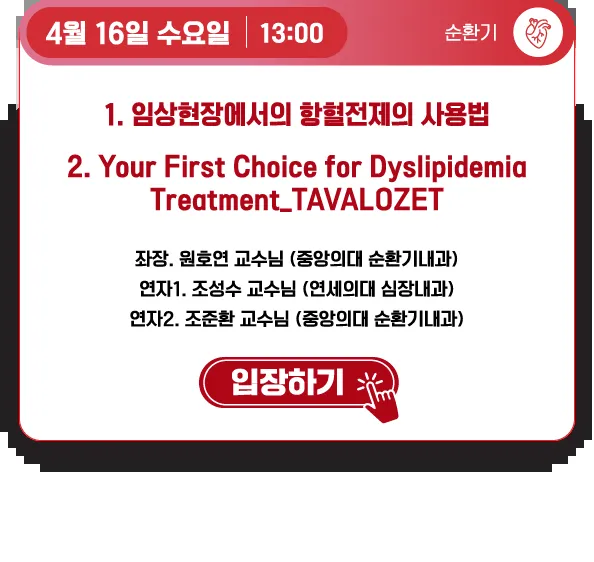 4월 16일 수요일 13:00 순환기
1. 임상현장에서의 항혈전제의 사용법
2. Your First Choice for Dyslipidemia
Treatment_TAVALOZET
좌장. 원호연 교수님 (중앙의대 순환기내과)
연자1. 조성수 교수님 (연세의대 심장내과)
연자2. 조준환 교수님 (중앙의대 순환기내과)
입장하기